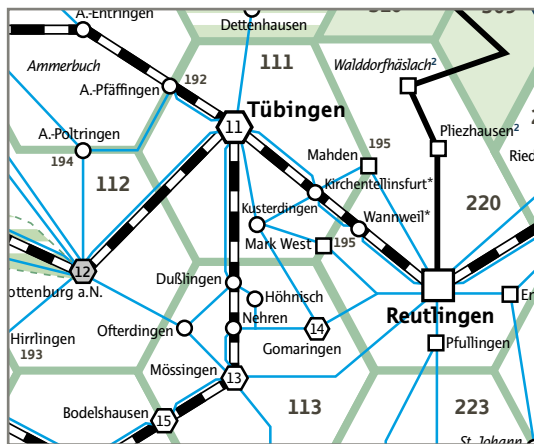 A.-Entringen
Dettenhausen
Ammerbuch
192
111
Walddorfhäslach²
A.-Pfäffingen
Tübingen
11
A.-Poltringen
194
195
Mahden
Pliezhausen²
Ried
112
Kirchentellinsfurt*
220
Kusterdingen
Wannweil*
Mark West
195
12
ottenburg a.N.
Dußlingen
Höhnisch
Reutlingen
Ofterdingen
Nehren
14
Gomaringen
Hirrlingen
193
Pfullingen
Mössingen
13
Bodelshausen
15
113
223
St. Johann